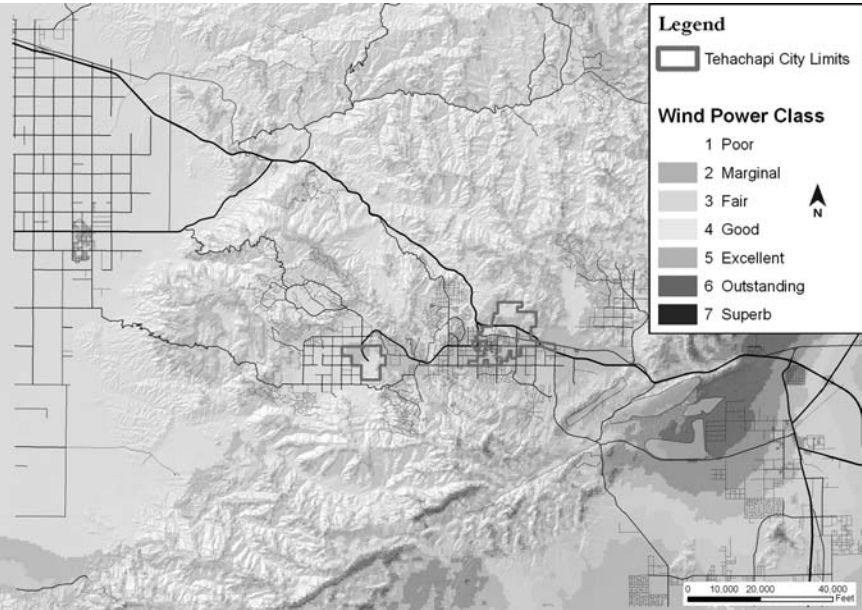 Legend
Tehachapi City Limits
Wind Power Class
1 Poor
2 Marginal
3 Fair
4 Good
5 Excellent
6 Outstanding
7 Superb
N
0 10,000 20,000 40,000
Feet